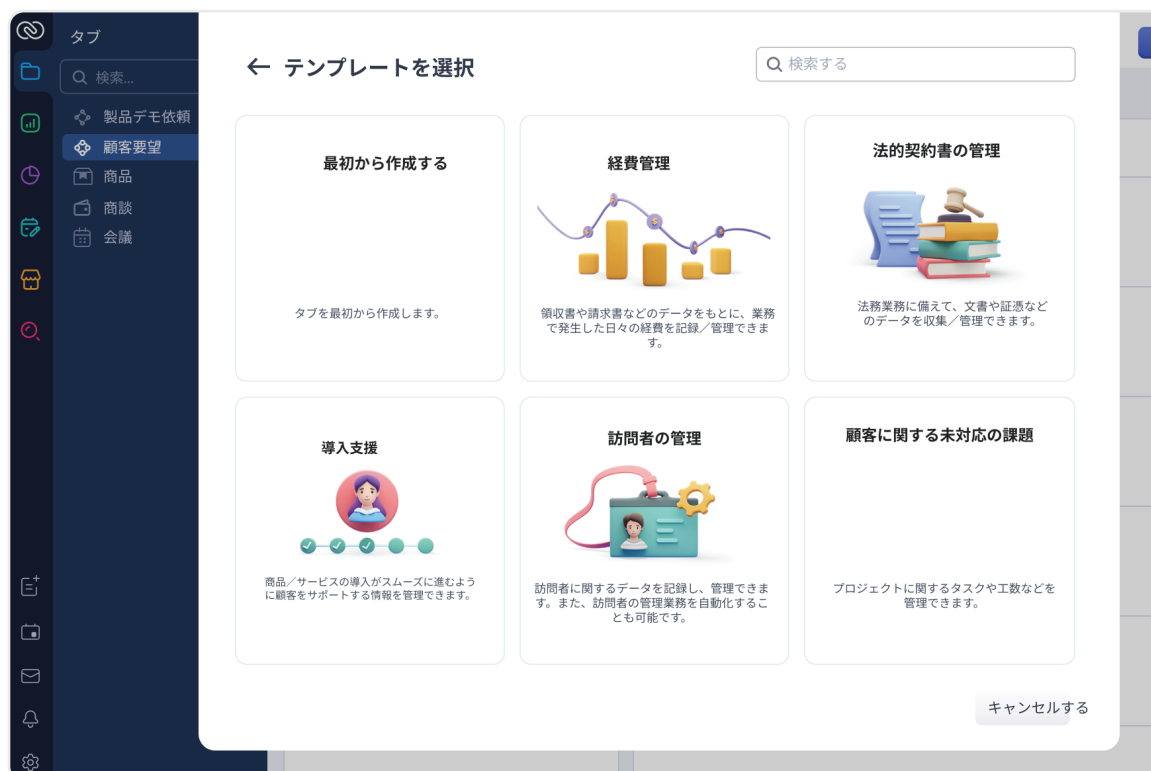 タブ
検索...
製品デモ依頼
顧客要望
商品
商談
会議
← テンプレートを選択
検索する
最初から作成する
タブを最初から作成します。
経費管理
領収書や請求書などのデータをもとに、業務
で発生した日々の経費を記録／管理できま
す。
法的契約書の管理
法務業務に備えて、文書や証憑など
のデータを収集／管理できます。
導入支援
商品／サービスの導入がスムーズに進むよう
に顧客をサポートする情報を管理できます。
訪問者の管理
訪問者に関するデータを記録し、管理できま
す。また、訪問者の管理業務を自動化するこ
とも可能です。
顧客に関する未対応の課題
プロジェクトに関するタスクや工数などを
管理できます。
キャンセルする